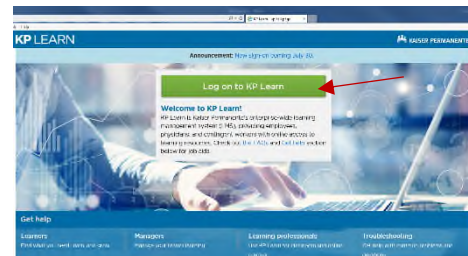 KP LEARN
KAISER PERMANENTE
Announcement: New sign-on coming July 30.
Log on to KP Learn
Welcome to KP Learn!
KP Learn is Kaiser Permanente's enterprise-wide learning
management system (LMS), providing employees,
physicians, and contingent workers with online access to
learning resources. Check out the FAQs and Get help section
below for job aids.
Get help
Learners
Managers
Learning professionals
Troubleshooting